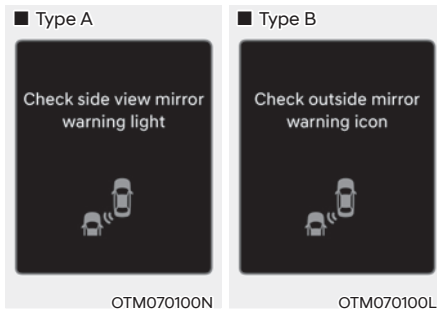 ■ Type A
Check side view mirror
warning light
OTM070100N
■ Type B
Check outside mirror
warning icon
OTM070100L